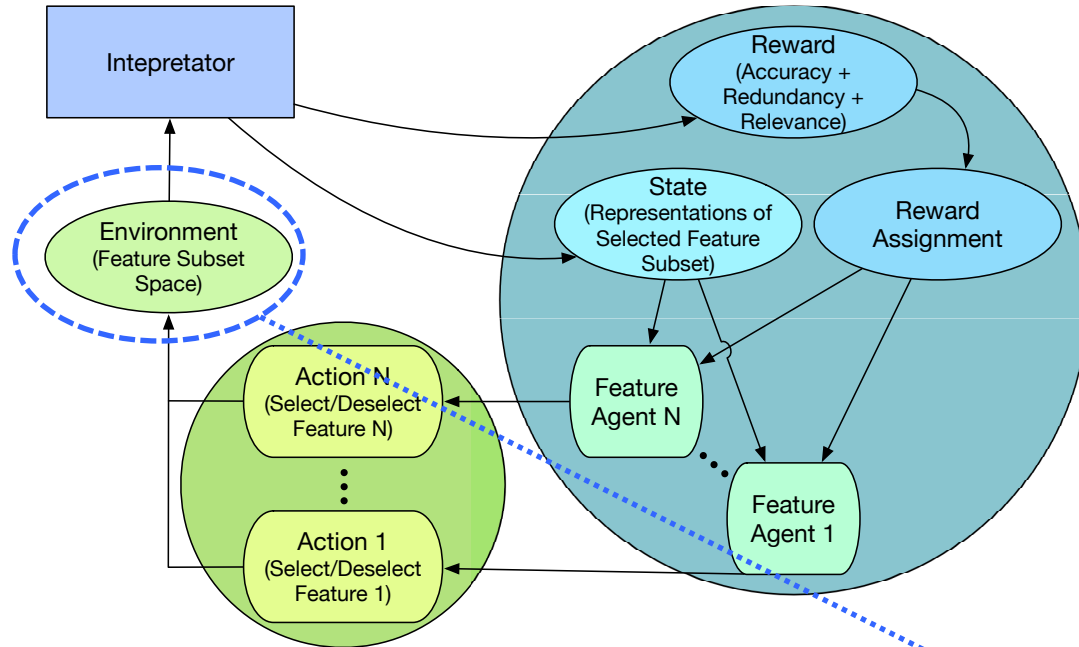 Intepretator
Reward
(Accuracy +
Redundancy +
Relevance)
State
(Representations of
Selected Feature
Subset)
Reward
Assignment
Environment
(Feature Subset
Space)
Action N
(Select/Deselect
Feature N)
Feature
Agent N
Action 1
(Select/Deselect
Feature 1)
Feature
Agent 1